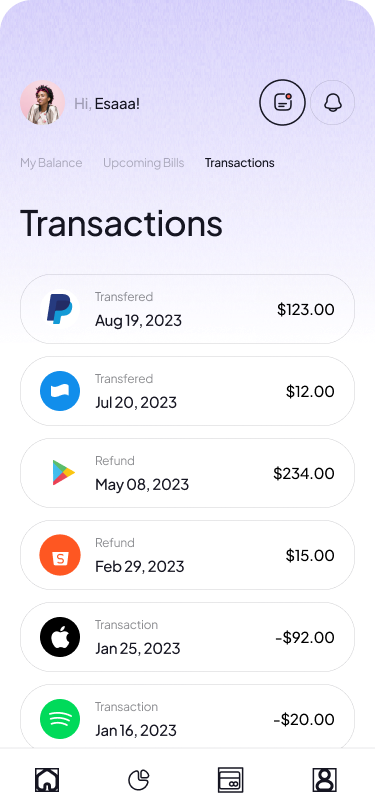 Hi, Esaaa!
My Balance Upcoming Bills Transactions
Transactions
Transfered
Aug 19, 2023 $123.00
Transfered
Jul 20, 2023 $12.00
Refund
May 08, 2023 $234.00
Refund
Feb 29, 2023 $15.00
Transaction
Jan 25, 2023 -$92.00
Transaction
Jan 16, 2023 -$20.00